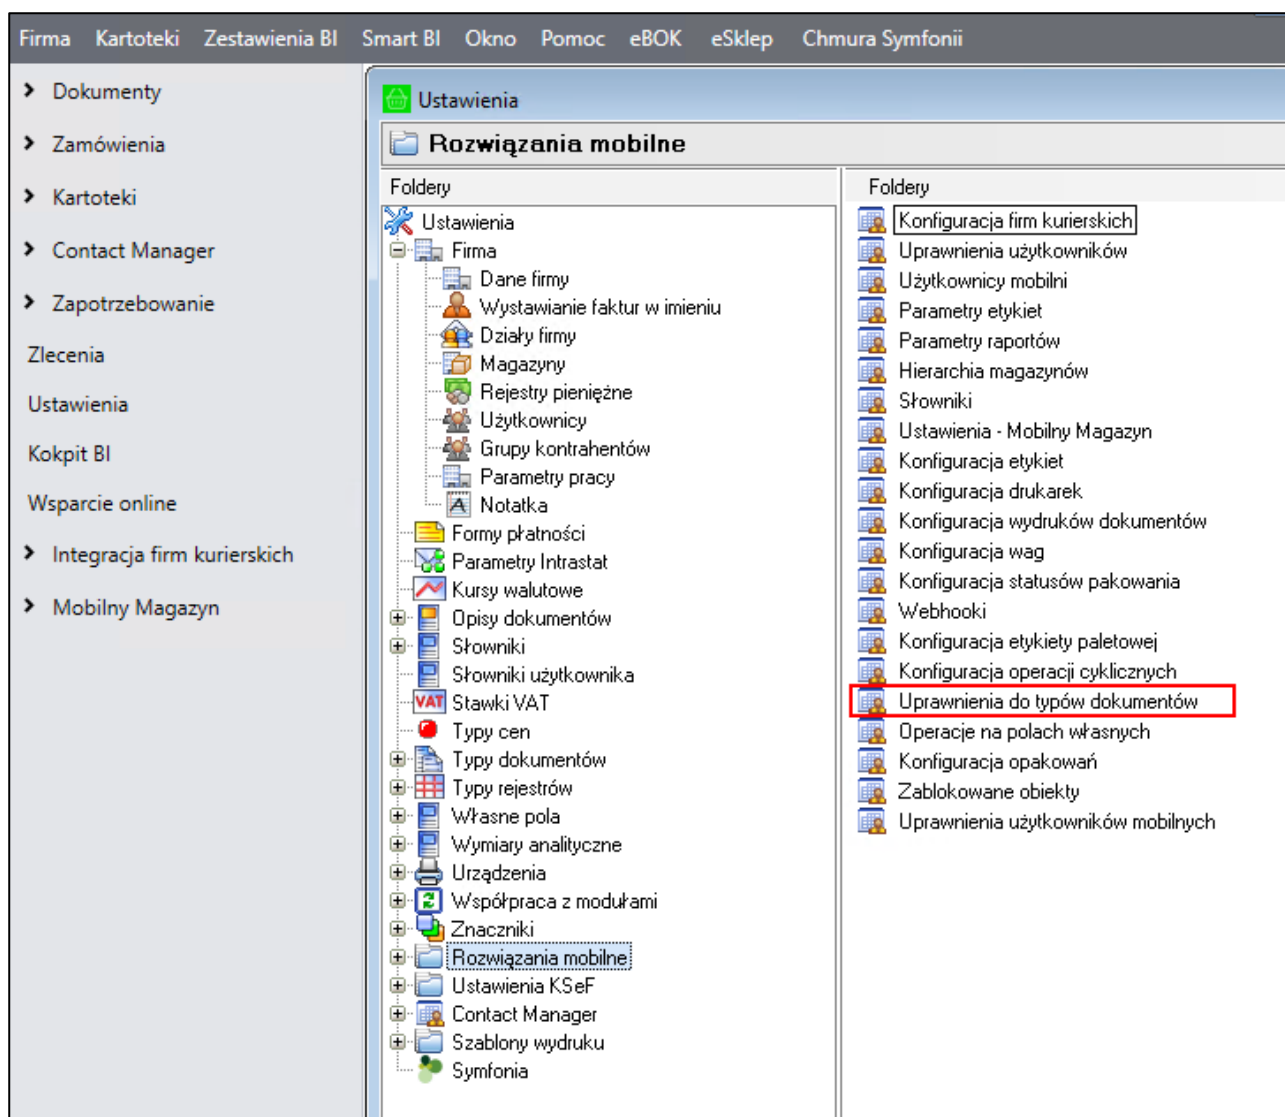 Firma Kartoteki Zestawienia BI Smart BI Okno Pomoc eBOK eSklep Chmura Symfonii
Dokumenty
Zamówienia
Kartoteki
Contact Manager
Zapotrzebowanie
Zlecenia
Ustawienia
Kokpit BI
Wsparcie online
Integracja firm kurierskich
Mobilny Magazyn
Ustawienia
Rozwiązania mobilne
Foldery
Ustawienia
Firma
Dane firmy
Wystawianie faktur w imieniu
Działy firmy
Magazyny
Rejestry pieniężne
Użytkownicy
Grupy kontrahentów
Parametry pracy
A Notatka
Formy płatności
Parametry Intrastat
Kursy walutowe
Opisy dokumentów
Słowniki
Słowniki użytkownika
VAT Stawki VAT
Typy cen
Typy dokumentów
Typy rejestrów
Własne pola
Wymiary analityczne
Urządzenia
Współpraca z modułami
Znaczniki
Rozwiązania mobilne
Ustawienia KSeF
Contact Manager
Szablony wydruku
Symfonia
Foldery
Konfiguracja firm kurierskich
Uprawnienia użytkowników
Użytkownicy mobilni
Parametry etykiet
Parametry raportów
Hierarchia magazynów
Słowniki
Ustawienia - Mobilny Magazyn
Konfiguracja etykiet
Konfiguracja drukarek
Konfiguracja wydruków dokumentów
Konfiguracja wag
Konfiguracja statusów pakowania
Webhooki
Konfiguracja etykiety paletowej
Konfiguracja operacji cyklicznych
Uprawnienia do typów dokumentów
Operacje na polach własnych
Konfiguracja opakowań
Zablokowane obiekty
Uprawnienia użytkowników mobilnych